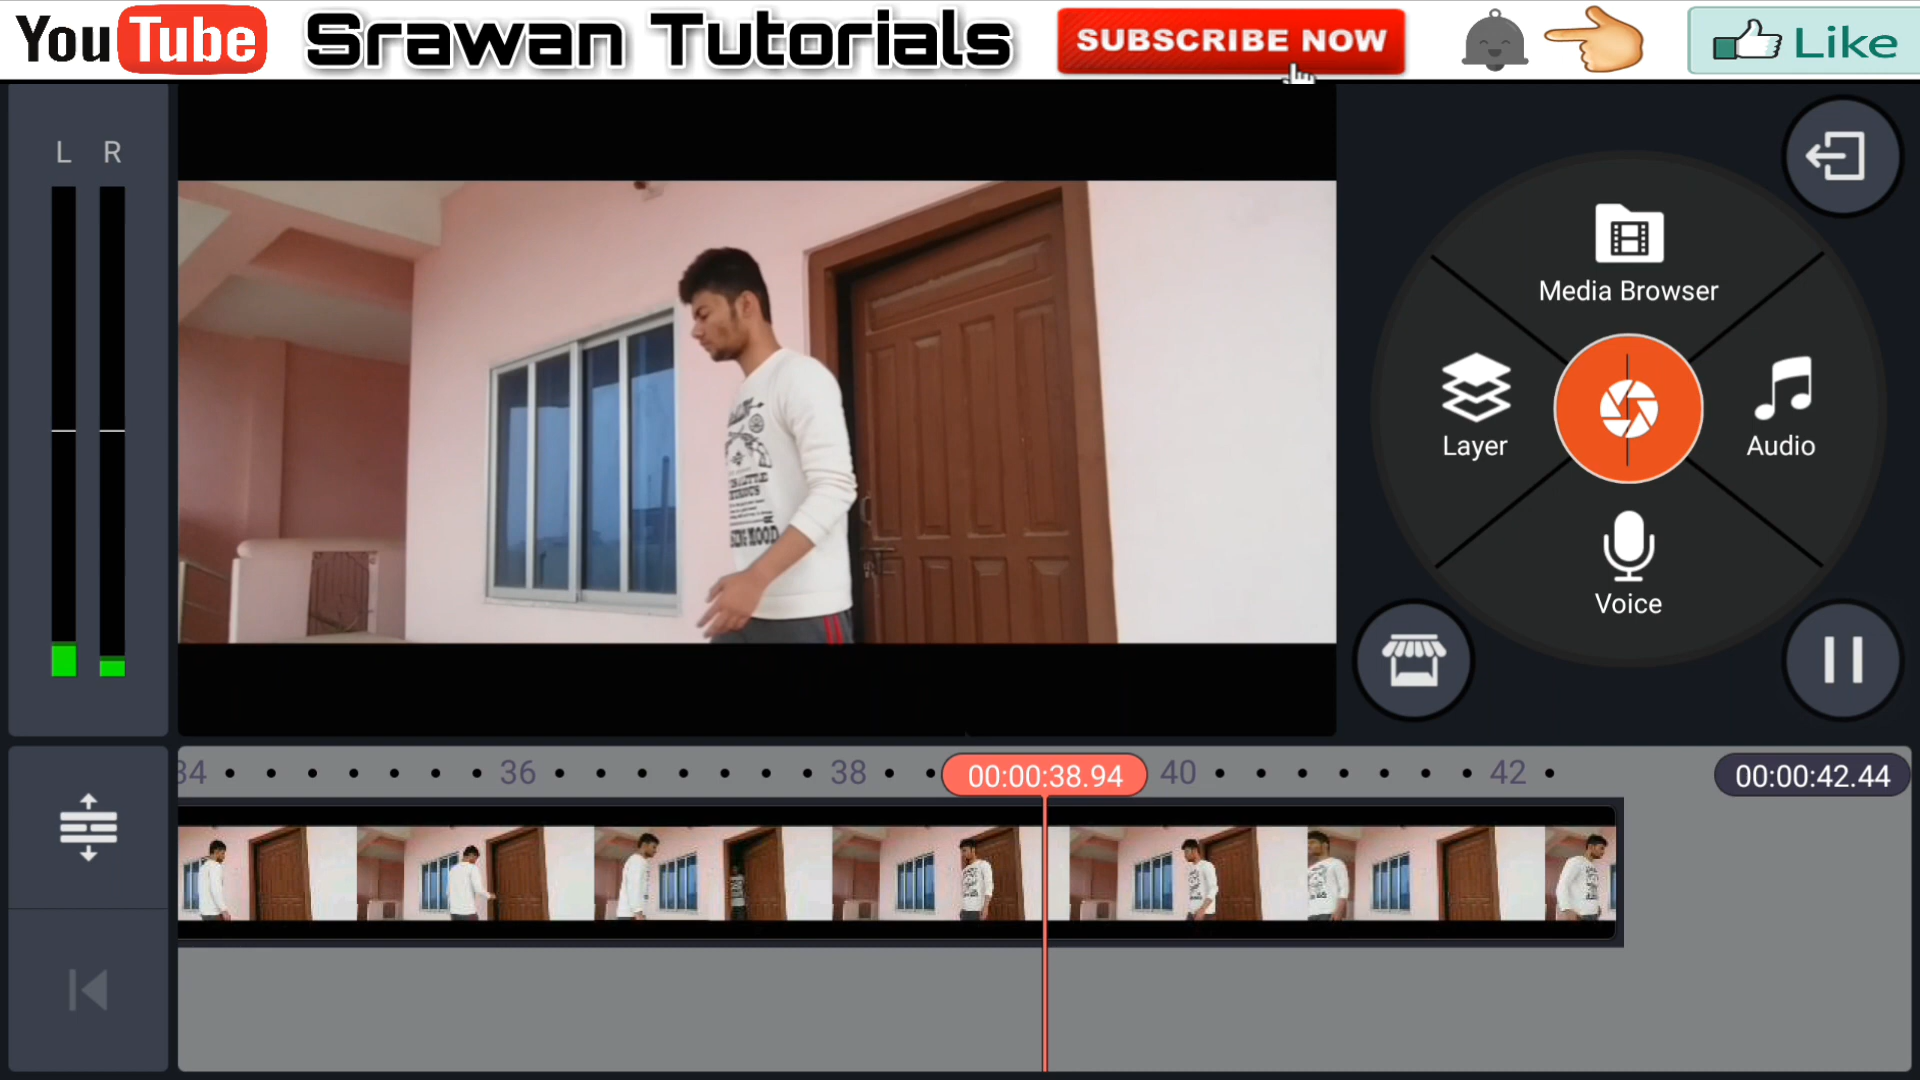 YouTube Srawan Tutorials SUBSCRIBE NOW Like
L R
Media Browser
Layer
Audio
Voice
MOOD
34 36 38 00:00:38.94 40 42 00:00:42.44